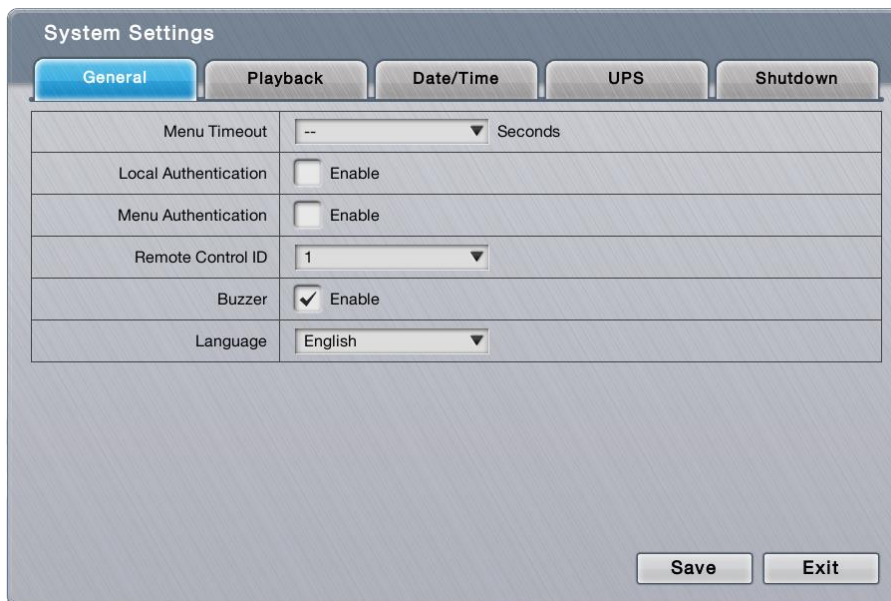 System Settings
General Playback Date/Time UPS Shutdown
Menu Timeout -- Seconds
Local Authentication Enable
Menu Authentication Enable
Remote Control ID 1
Buzzer Enable
Language English
Save Exit